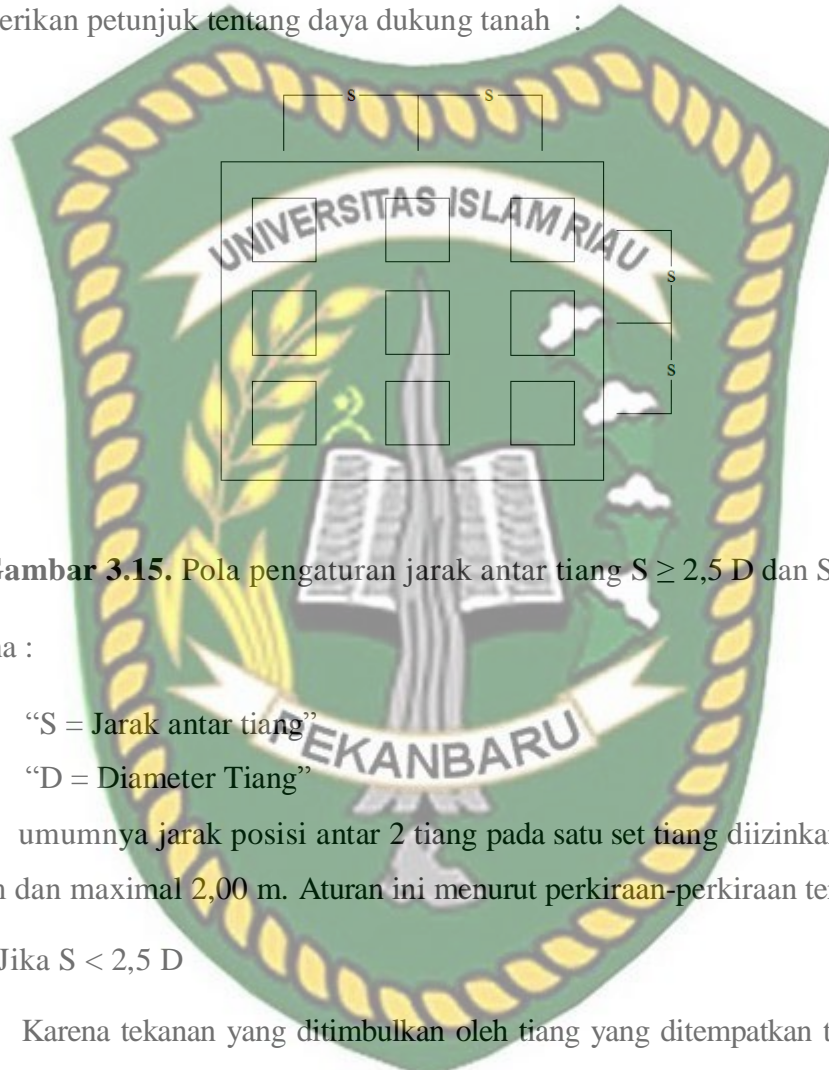 erikan petunjuk tentang daya dukung tanah :
s s
UNIVERSITAS ISLAM RIAU
s
s
Gambar 3.15. Pola pengaturan jarak antar tiang S ≥ 2,5 D dan S
a :
“S = Jarak antar tiang”
PEKANBARU
“D = Diameter Tiang”
umumnya jarak posisi antar 2 tiang pada satu set tiang diizinka
dan maximal 2,00 m. Aturan ini menurut perkiraan-perkiraan te
Jika S < 2,5 D
Karena tekanan yang ditimbulkan oleh tiang yang ditempatkan t